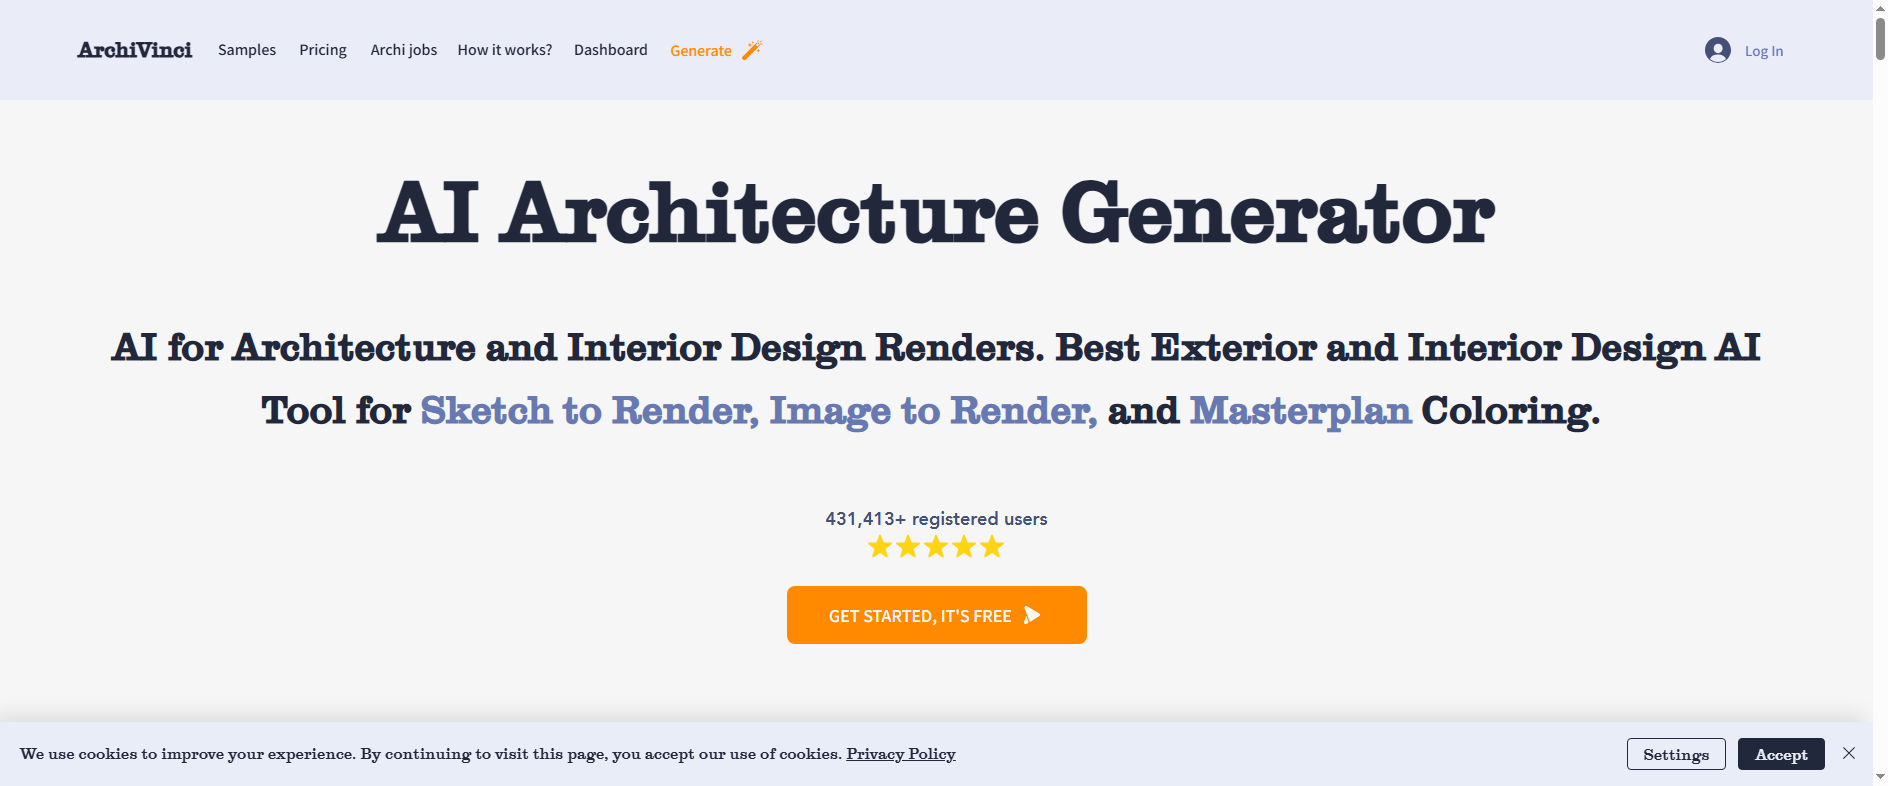 ArchiVinci Samples Pricing Archi jobs How it works? Dashboard Generate Log In
AI Architecture Generator
AI for Architecture and Interior Design Renders. Best Exterior and Interior Design AI
Tool for Sketch to Render, Image to Render, and Masterplan Coloring.
431,413+ registered users
GET STARTED, IT'S FREE
We use cookies to improve your experience. By continuing to visit this page, you accept our use of cookies. Privacy Policy Settings Accept